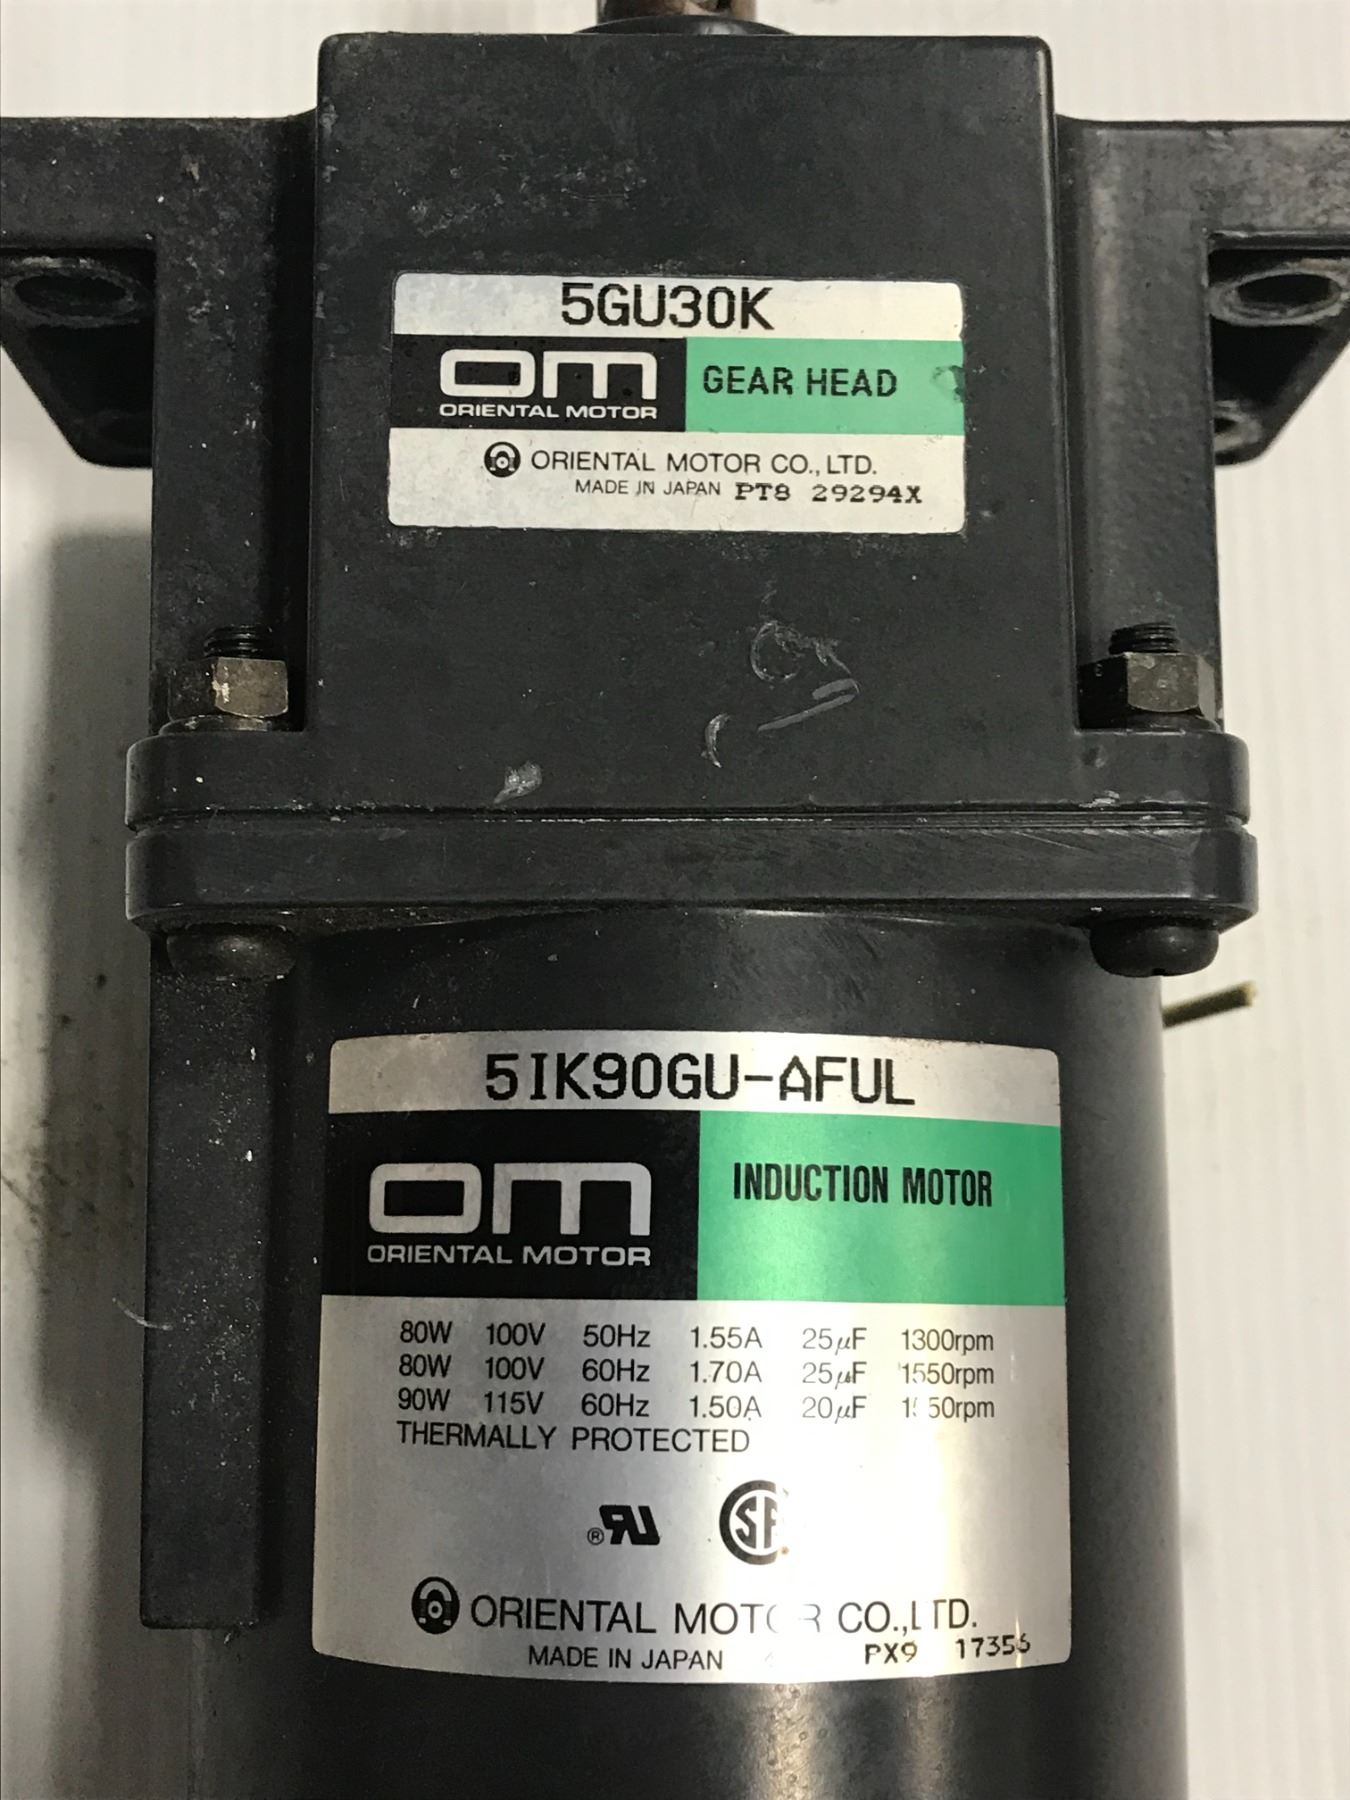 5GU30K
OM
ORIENTAL MOTOR
GEAR HEAD
ORIENTAL MOTOR CO., LTD.
MADE IN JAPAN PT8 29294X
5IK90GU-AFUL
OM
ORIENTAL MOTOR
INDUCTION MOTOR
80W 100V 50Hz 1.55A 25μF 1300rpm
80W 100V 60Hz 1.70A 25μF 1550rpm
90W 115V 60Hz 1.50A 20μF
THERMALLY PROTECTED
ORIENTAL MOTOR CO., LTD.
MADE IN JAPAN PX9 17356